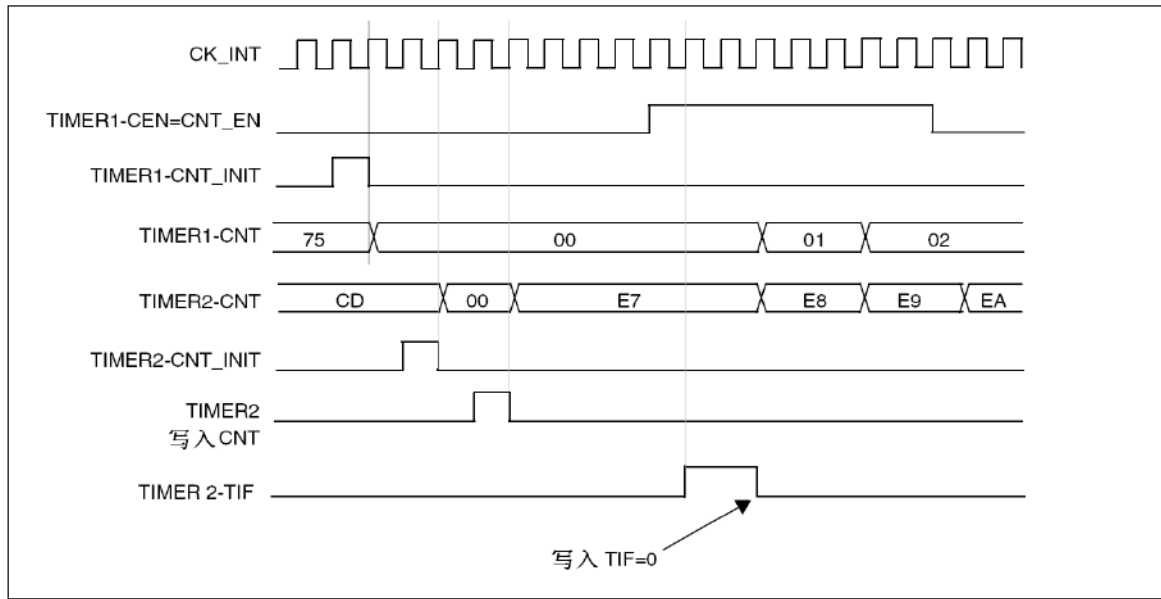 CK_INT
TIMER1-CEN=CNT_EN
TIMER1-CNT_INIT
TIMER1-CNT 75 00 01 02
TIMER2-CNT CD 00 E7 E8 E9 EA
TIMER2-CNT_INIT
TIMER2
写入CNT
TIMER 2-TIF
写入 TIF=0